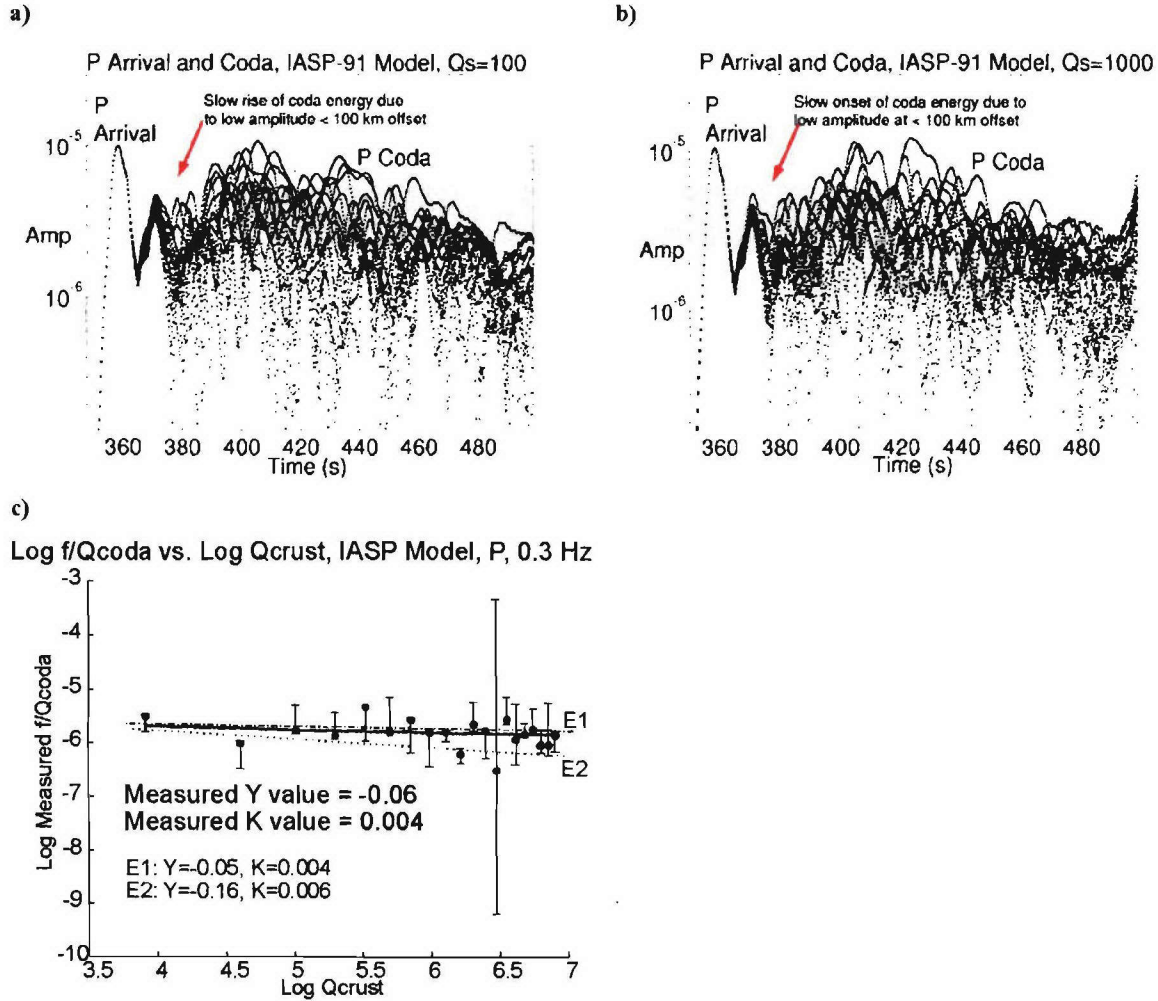 a)
P Arrival and Coda, IASP-91 Model, Qs=100
P
Arrival
Slow rise of coda energy due
to low amplitude < 100 km offset
P Coda
10-5
Amp
10-6
360 380 400 420 440 460 480
Time (s)
b)
P Arrival and Coda, IASP-91 Model, Qs=1000
P
Arrival
Slow onset of coda energy due to
low amplitude at < 100 km offset
P Coda
10-5
Amp
10-6
360 380 400 420 440 460 480
Time (s)
c)
Log f/Qcoda vs. Log Qcrust, IASP Model, P, 0.3 Hz
Log Measured f/Qcoda
-3
-4
-5
-6
-7
-8
-9
-10
E1
E2
Measured Y value = -0.06
Measured K value = 0.004
E1: Y=-0.05, K=0.004
E2: Y=-0.16, K=0.006
3.5 4 4.5 5 5.5 6 6.5 7
Log Qcrust